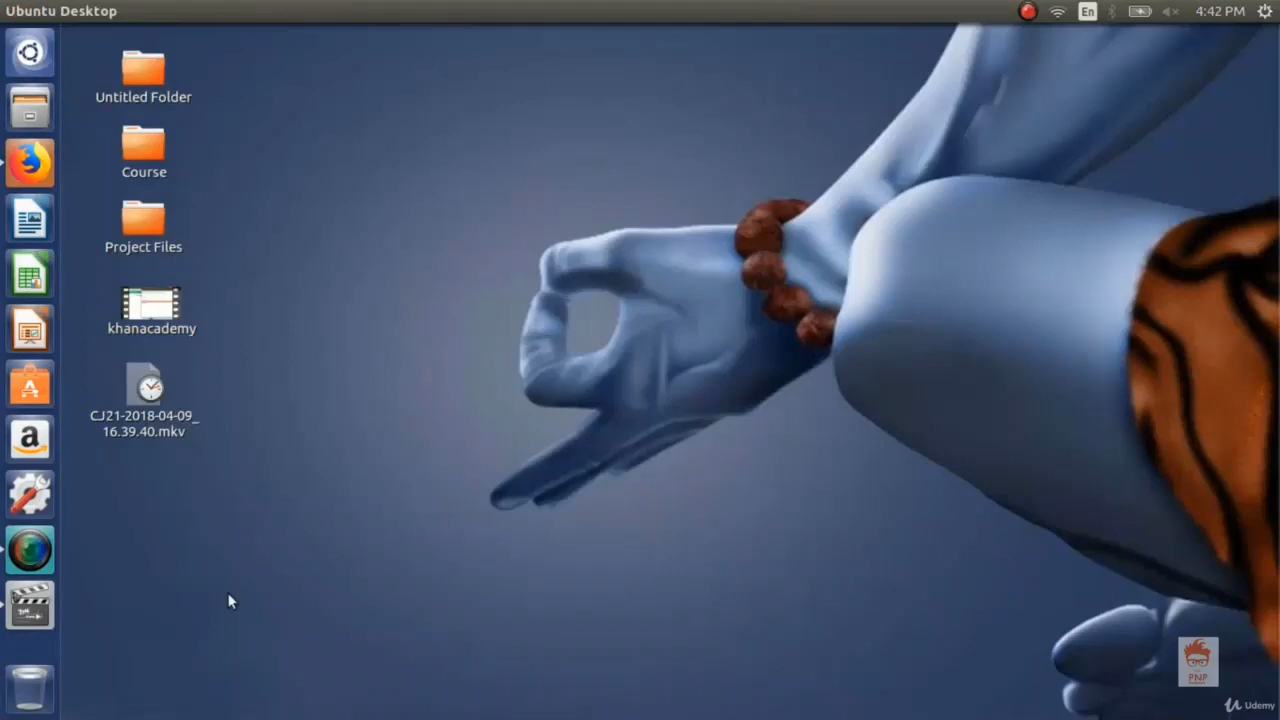 Ubuntu Desktop
En
4:42 PM
Untitled Folder
Course
Project Files
khanacademy
CJ21-2018-04-09_
16.39.40.mkv
a
PNP
Udemy